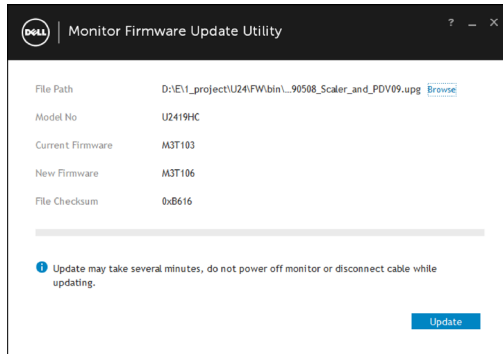 DELL Monitor Firmware Update Utility ? _ X
File Path D:\E\1_project\U24\FW\bin\...90508_Scaler_and_PDV09.upg Browse
Model No U2419HC
Current Firmware M3T103
New Firmware M3T106
File Checksum 0xB616
i Update may take several minutes, do not power off monitor or disconnect cable while
updating.
Update